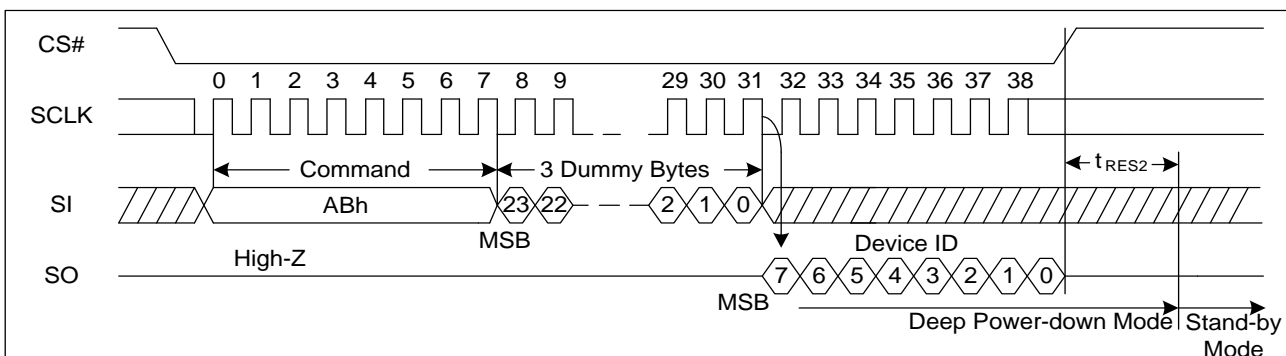 CS#
0 1 2 3 4 5 6 7 8 9 29 30 31 32 33 34 35 36 37 38
SCLK
Command 3 Dummy Bytes tRES2
SI ABh 23 22 2 1 0
MSB Device ID
High-Z
SO 7 6 5 4 3 2 1 0
MSB
Deep Power-down Mode Stand-by
Mode